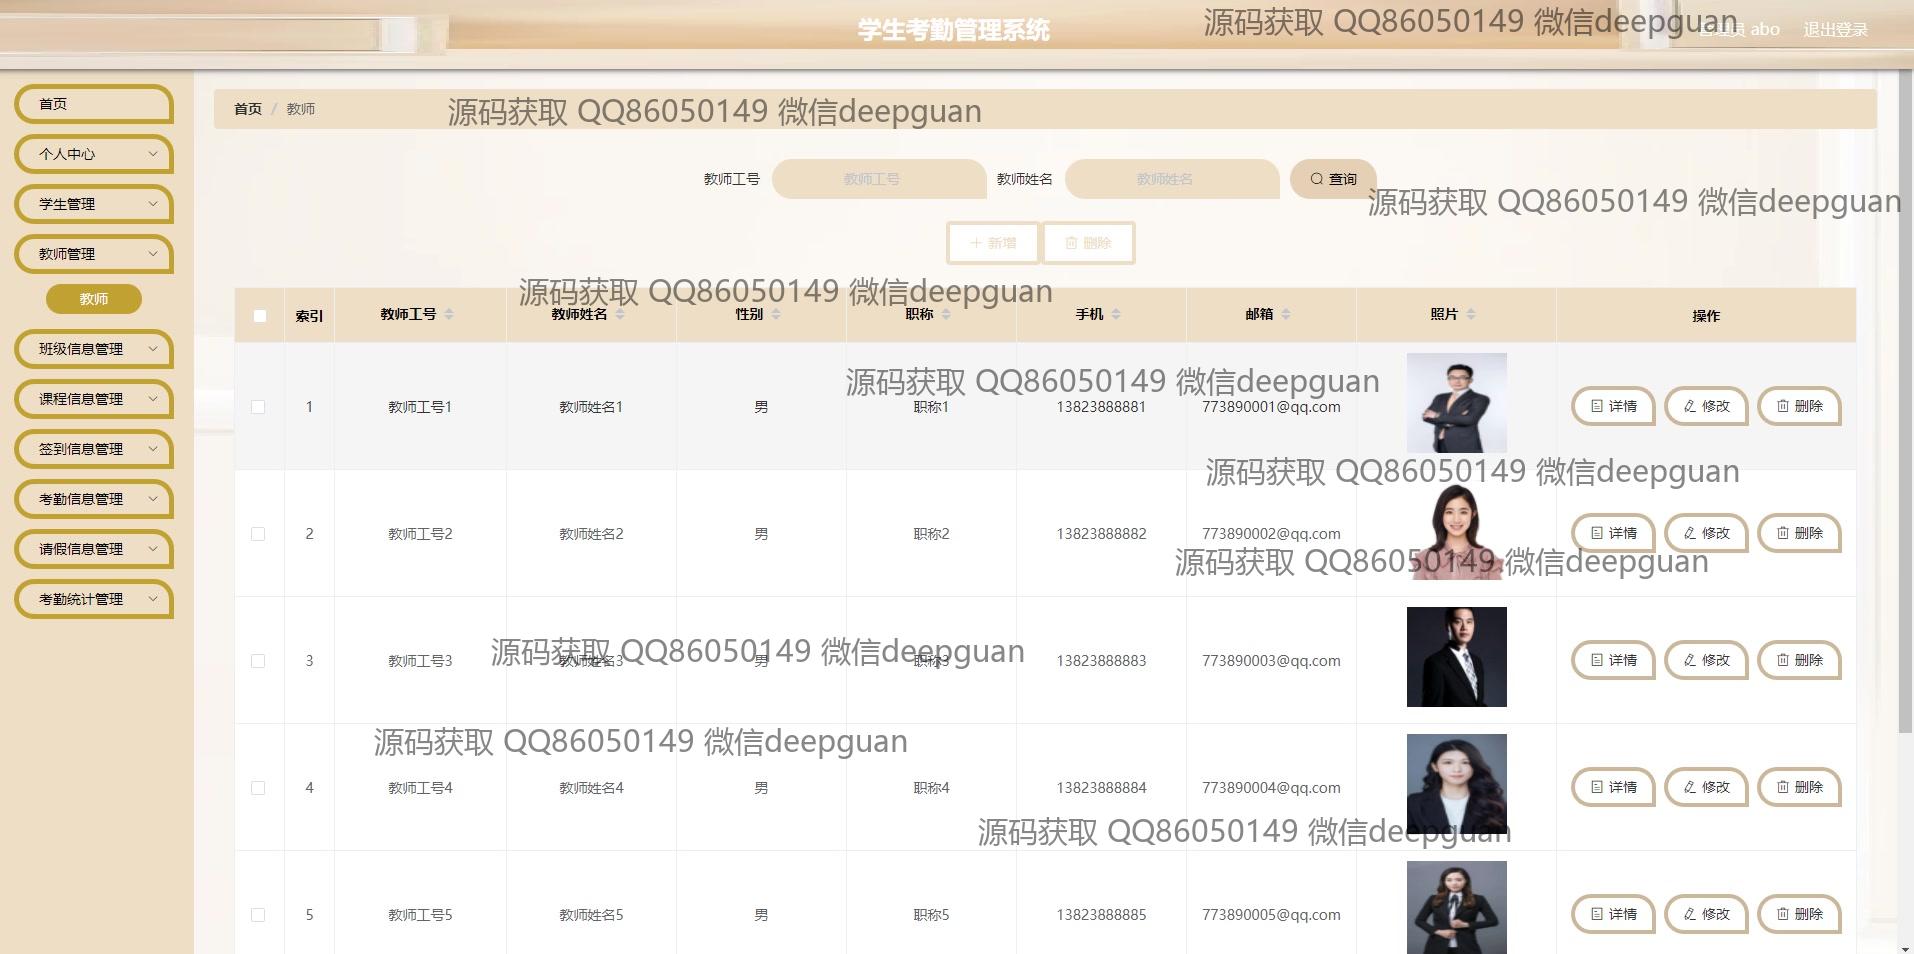 学生考勤管理系统
源码获取 QQ86050149 微信deepguan
管理员 abo
退出登录
首页
个人中心
学生管理
教师管理
教师
班级信息管理
课程信息管理
签到信息管理
考勤信息管理
请假信息管理
考勤统计管理
首页 / 教师
源码获取 QQ86050149 微信deepguan
教师工号 教师工号 教师姓名 教师姓名 查询
源码获取 QQ86050149 微信deepguan
新增 删除
源码获取 QQ86050149 微信deepguan
索引 教师工号 教师姓名 性别 职称 手机 邮箱 照片 操作
源码获取 QQ86050149 微信deepguan
1 教师工号1 教师姓名1 男 职称1 13823888881 773890001@qq.com 详情 修改 删除
源码获取 QQ86050149 微信deepguan
2 教师工号2 教师姓名2 男 职称2 13823888882 773890002@qq.com 详情 修改 删除
源码获取 QQ86050149 微信deepguan
源码获取 QQ86050149 微信deepguan
3 教师工号3 教师姓名3 男 职称3 13823888883 773890003@qq.com 详情 修改 删除
源码获取 QQ86050149 微信deepguan
4 教师工号4 教师姓名4 男 职称4 13823888884 773890004@qq.com 详情 修改 删除
源码获取 QQ86050149 微信deepguan
5 教师工号5 教师姓名5 男 职称5 13823888885 773890005@qq.com 详情 修改 删除